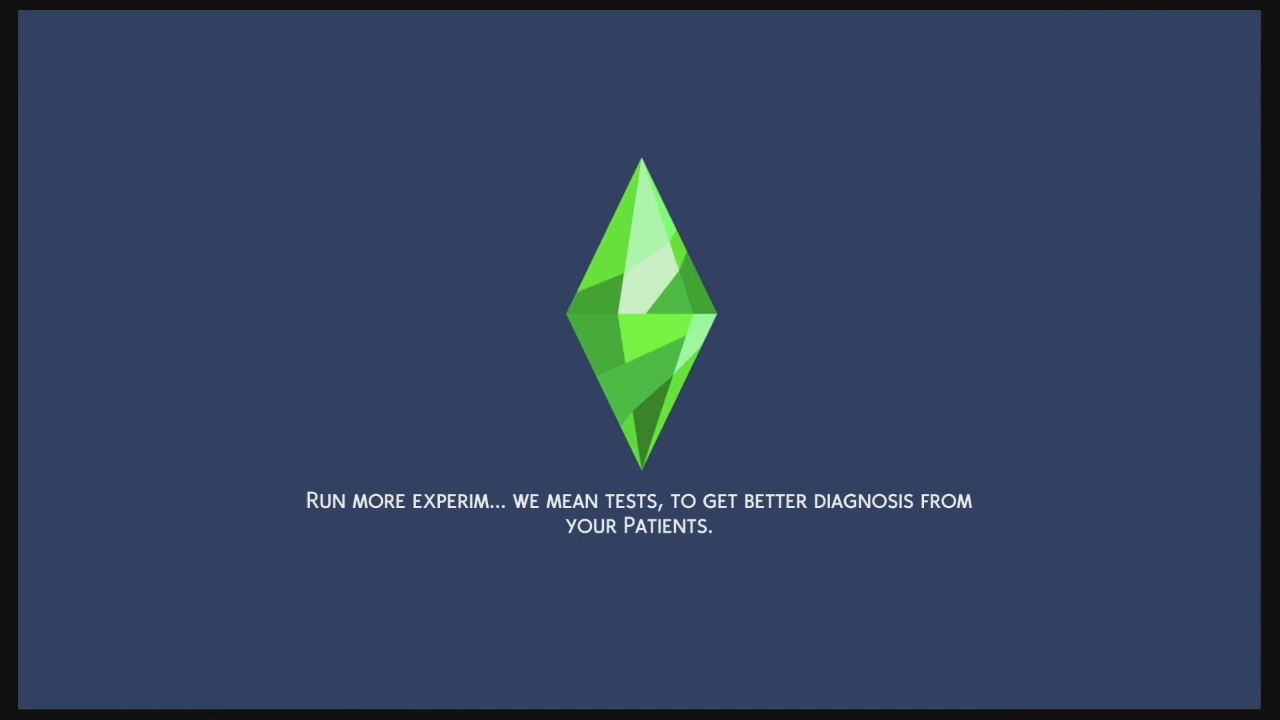 Run more experim... we mean tests, to get better diagnosis from
your Patients.